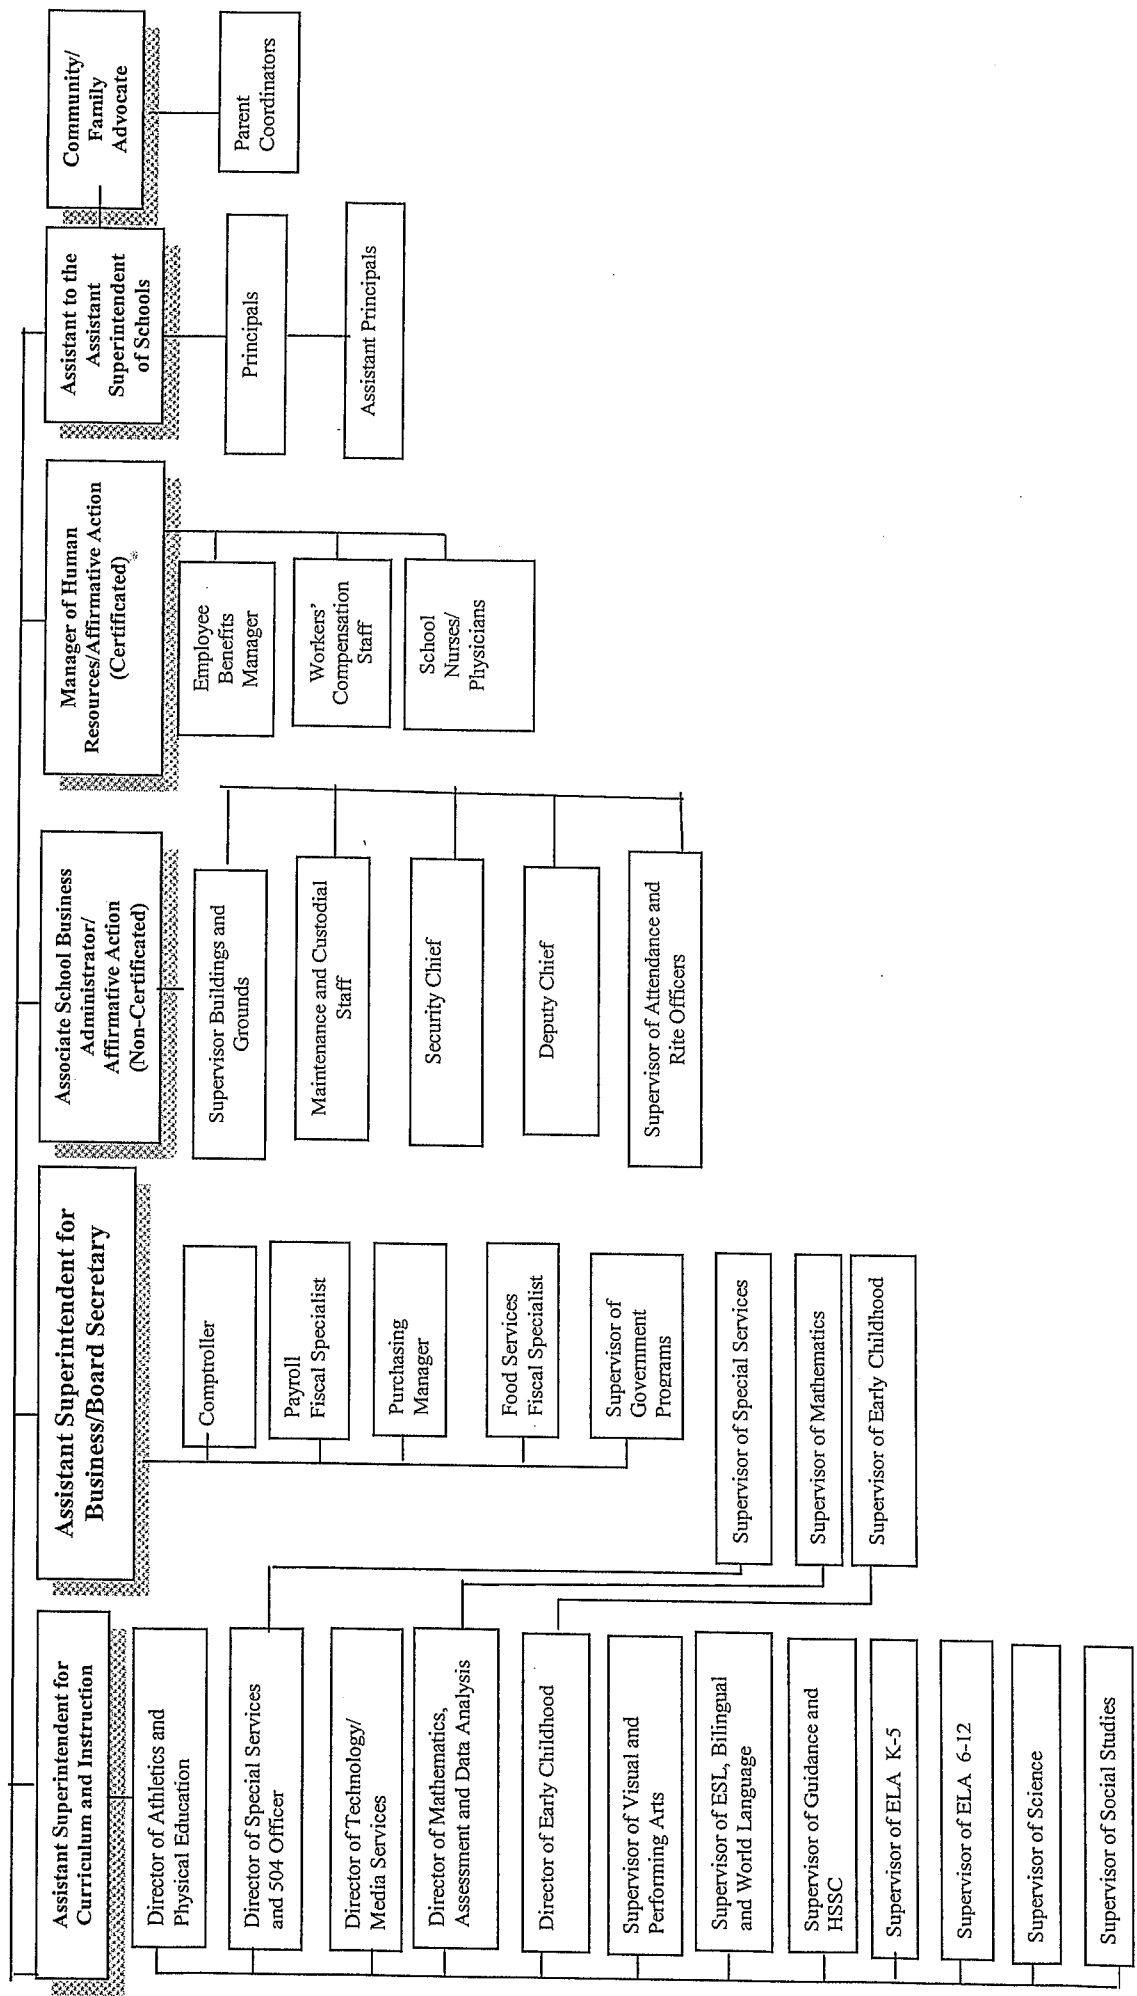 Assistant Superintendent for
Curriculum and Instruction
Director of Athletics and
Physical Education
Director of Special Services
and 504 Officer
Director of Technology/
Media Services
Director of Mathematics,
Assessment and Data Analysis
Director of Early Childhood
Supervisor of Visual and
Performing Arts
Supervisor of ESL, Bilingual
and World Language
Supervisor of Guidance and
HSSC
Supervisor of ELA K-5
Supervisor of ELA 6-12
Supervisor of Science
Supervisor of Social Studies
Assistant Superintendent for
Business/Board Secretary
Comptroller
Payroll
Fiscal Specialist
Purchasing
Manager
Food Services
Fiscal Specialist
Supervisor of
Government
Programs
Supervisor of Special Services
Supervisor of Mathematics
Supervisor of Early Childhood
Associate School Business
Administrator/
Affirmative Action
(Non-Certificated)
Supervisor Buildings and
Grounds
Maintenance and Custodial
Staff
Security Chief
Deputy Chief
Supervisor of Attendance and
Rite Officers
Manager of Human
Resources/Affirmative Action
(Certificated)
Employee
Benefits
Manager
Workers'
Compensation
Staff
School
Nurses/
Physicians
Assistant to the
Assistant
Superintendent
of Schools
Principals
Assistant Principals
Community/
Family
Advocate
Parent
Coordinators